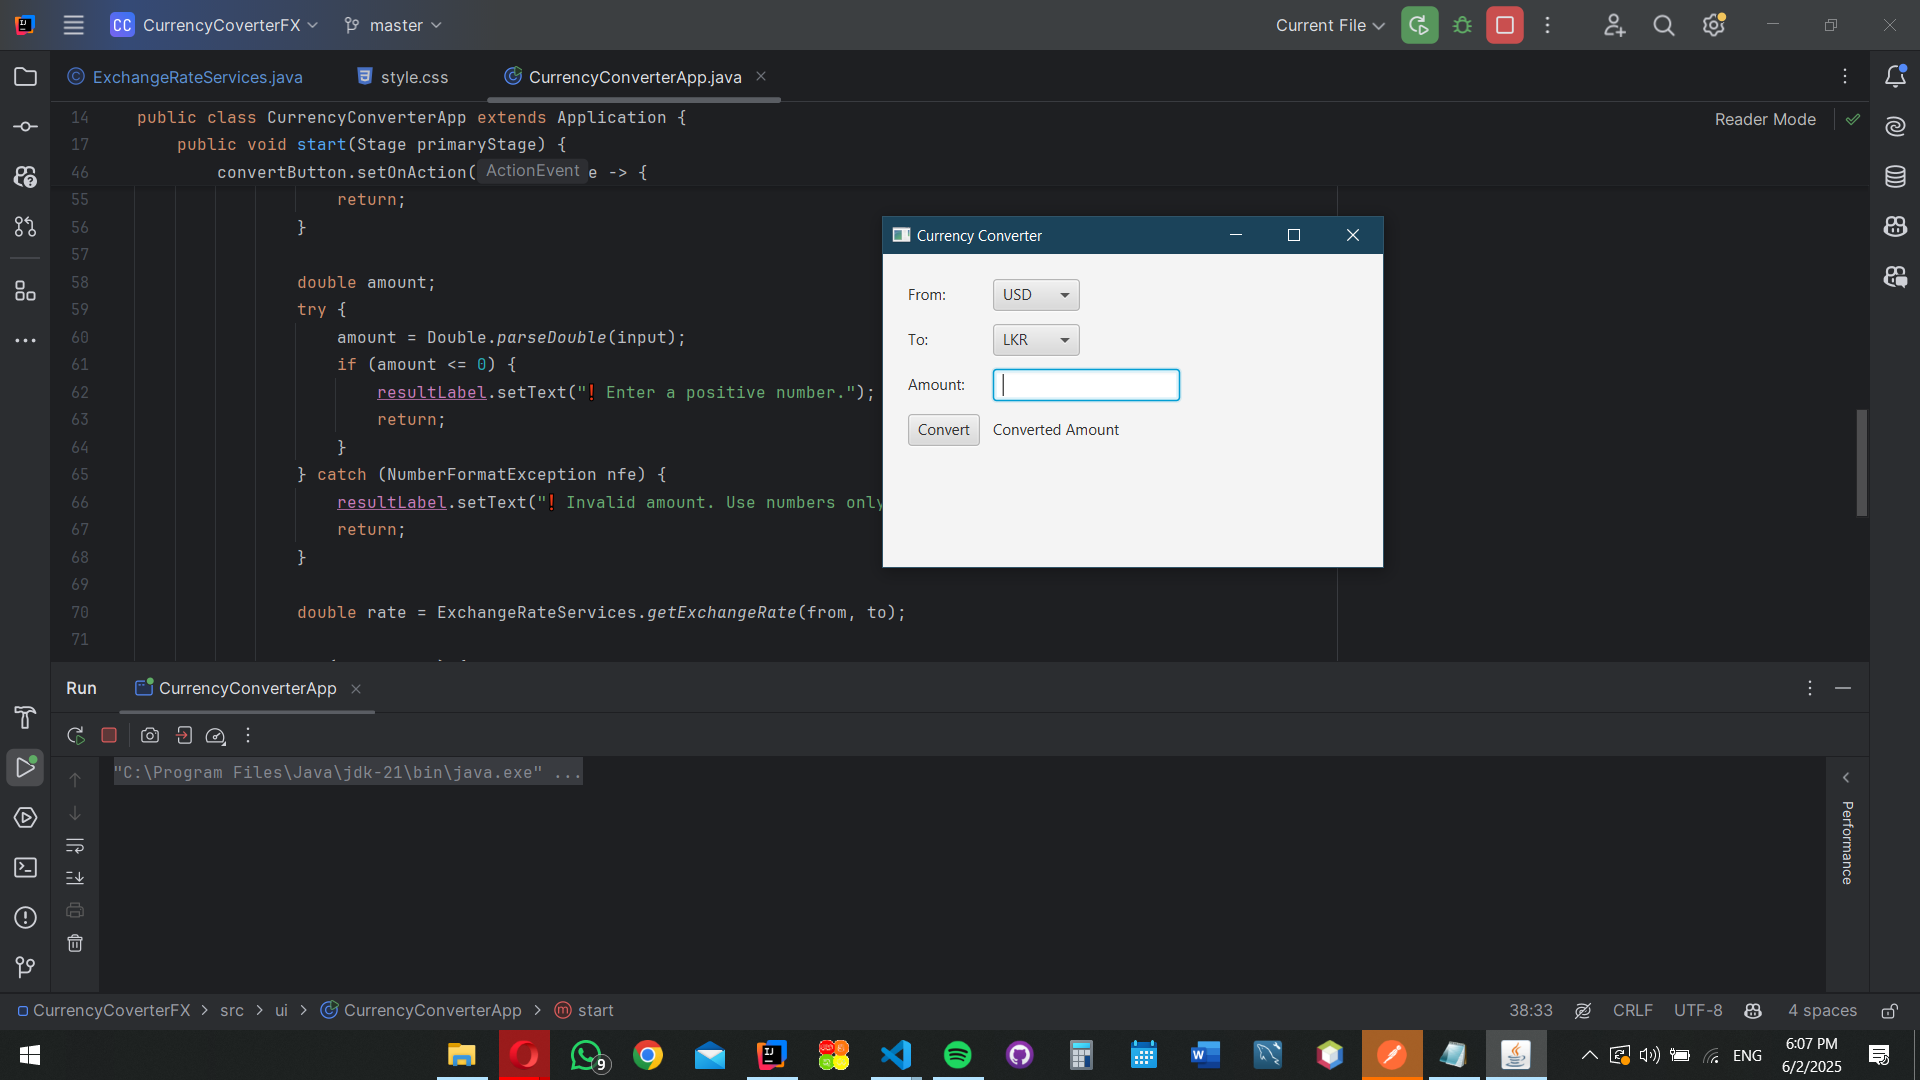 CC CurrencyCoverterFX master Current File
ExchangeRateServices.java style.css CurrencyConverterApp.java
Reader Mode
14 public class CurrencyConverterApp extends Application {
17 public void start(Stage primaryStage) {
46 convertButton.setOnAction( ActionEvent e -> {
55 return;
56 }
57
58 double amount;
59 try {
60 amount = Double.parseDouble(input);
61 if (amount <= 0) {
62 resultLabel.setText("❗ Enter a positive number.");
63 return;
64 }
65 } catch (NumberFormatException nfe) {
66 resultLabel.setText("❗ Invalid amount. Use numbers only
67 return;
68 }
69
70 double rate = ExchangeRateServices.getExchangeRate(from, to);
71
Currency Converter
From: USD
To: LKR
Amount:
Convert Converted Amount
Run CurrencyConverterApp
"C:\Program Files\Java\jdk-21\bin\java.exe" ...
Performance
CurrencyCoverterFX > src > ui > CurrencyConverterApp > start
38:33 CRLF UTF-8 4 spaces
9
ENG
6:07 PM
6/2/2025